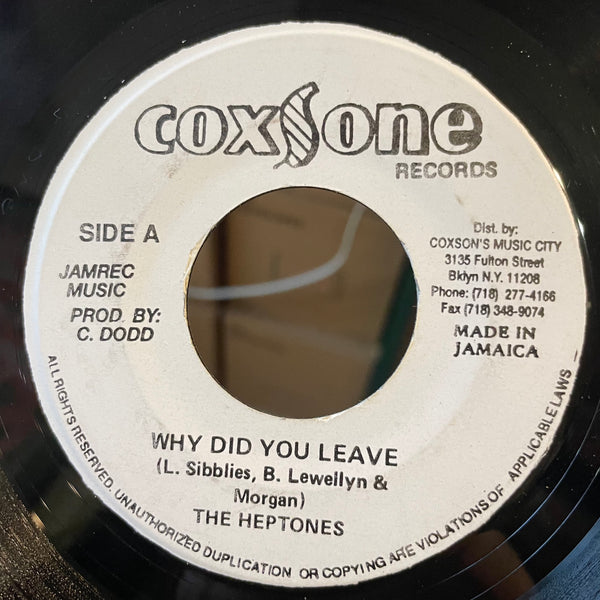 coxsone
RECORDS
SIDE A
JAMREC
MUSIC
PROD. BY:
C. DODD
Dist. by:
COXSON'S MUSIC CITY
3135 Fulton Street
Bklyn N.Y. 11208
Phone: (718) 277-4166
Fax (718) 348-9074
MADE IN
JAMAICA
WHY DID YOU LEAVE
(L. Sibblies, B. Lewellyn &
Morgan)
THE HEPTONES
ALL RIGHTS RESERVED. UNAUTHORIZED DUPLICATION OR COPYING ARE VIOLATIONS OF APPLICABLE LAWS -